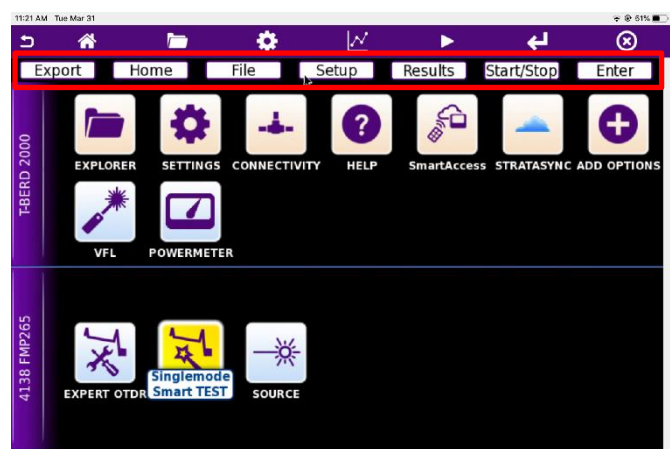 11:21 AM Tue Mar 31
61%
Export Home File Setup Results Start/Stop Enter
T-BERD 2000
EXPLORER SETTINGS CONNECTIVITY HELP SmartAccess STRATASYNC ADD OPTIONS
VFL POWERMETER
4138 FMP265
EXPERT OTDR Singlemode SOURCE
Smart TEST